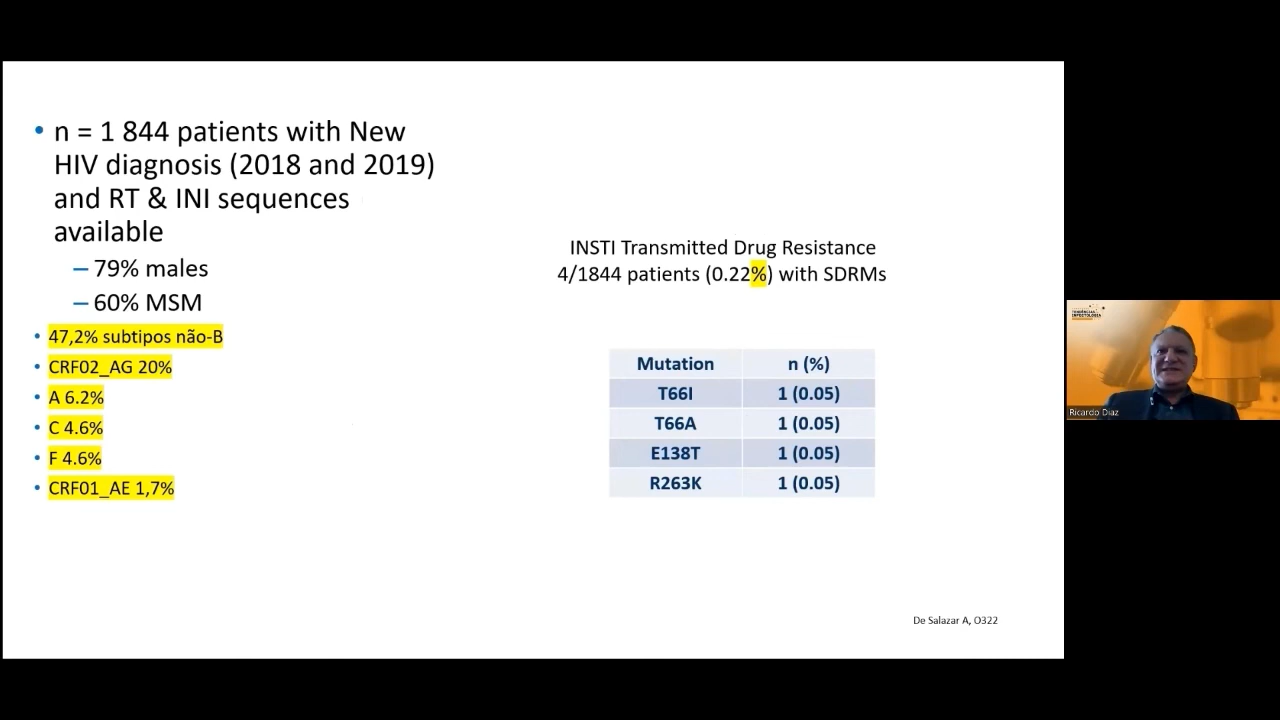 • n = 1 844 patients with New
HIV diagnosis (2018 and 2019)
and RT & INI sequences
available
– 79% males
– 60% MSM
• 47,2% subtipos não-B
• CRF02_AG 20%
• A 6.2%
• C 4.6%
• F 4.6%
• CRF01_AE 1,7%
INSTI Transmitted Drug Resistance
4/1844 patients (0.22%) with SDRMs
Mutation n (%)
T66I 1 (0.05)
T66A 1 (0.05)
E138T 1 (0.05)
R263K 1 (0.05)
De Salazar A, O322
TENDÊNCIAS
INFECTOLOGIA
Ricardo Diaz